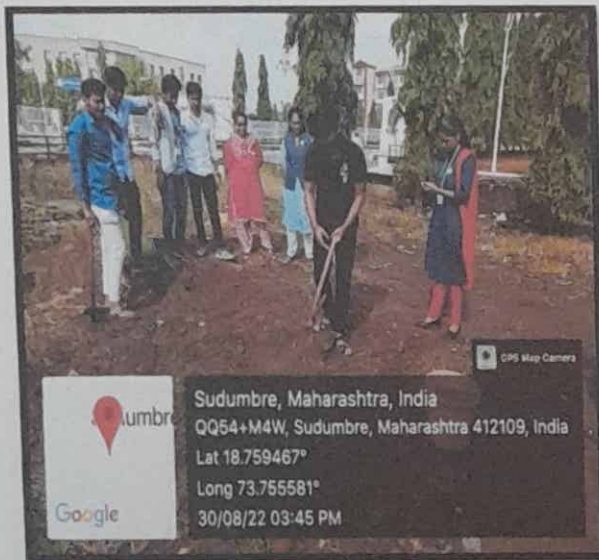 GPS Map Camera
umbre
Google
Sudumbre, Maharashtra, India
QQ54+M4W, Sudumbre, Maharashtra 412109, India
Lat 18.759467°
Long 73.755581°
30/08/22 03:45 PM